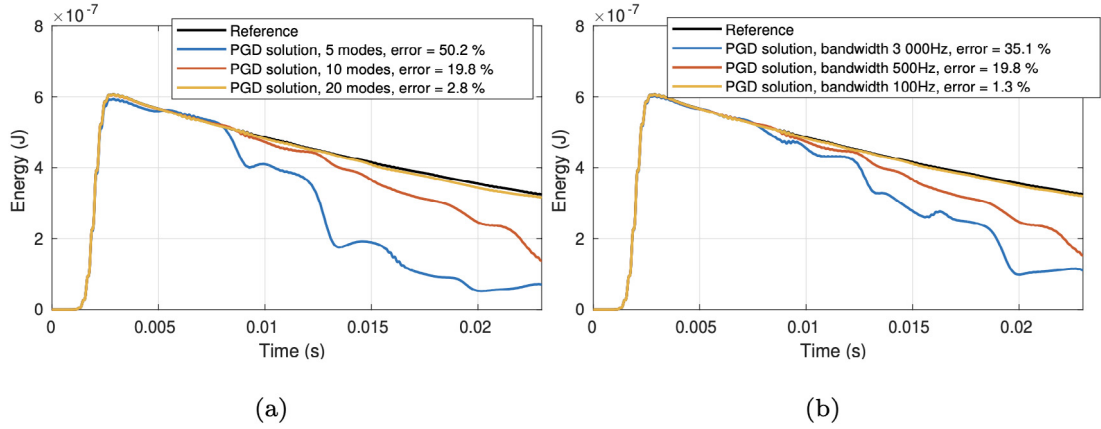 ×10⁻⁷
8
6
4
2
0
Energy (J)
Reference
PGD solution, 5 modes, error = 50.2 %
PGD solution, 10 modes, error = 19.8 %
PGD solution, 20 modes, error = 2.8 %
0
0.005
0.01
0.015
0.02
Time (s)
(a)
×10⁻⁷
8
6
4
2
0
Energy (J)
Reference
PGD solution, bandwidth 3 000Hz, error = 35.1 %
PGD solution, bandwidth 500Hz, error = 19.8 %
PGD solution, bandwidth 100Hz, error = 1.3 %
0
0.005
0.01
0.015
0.02
Time (s)
(b)